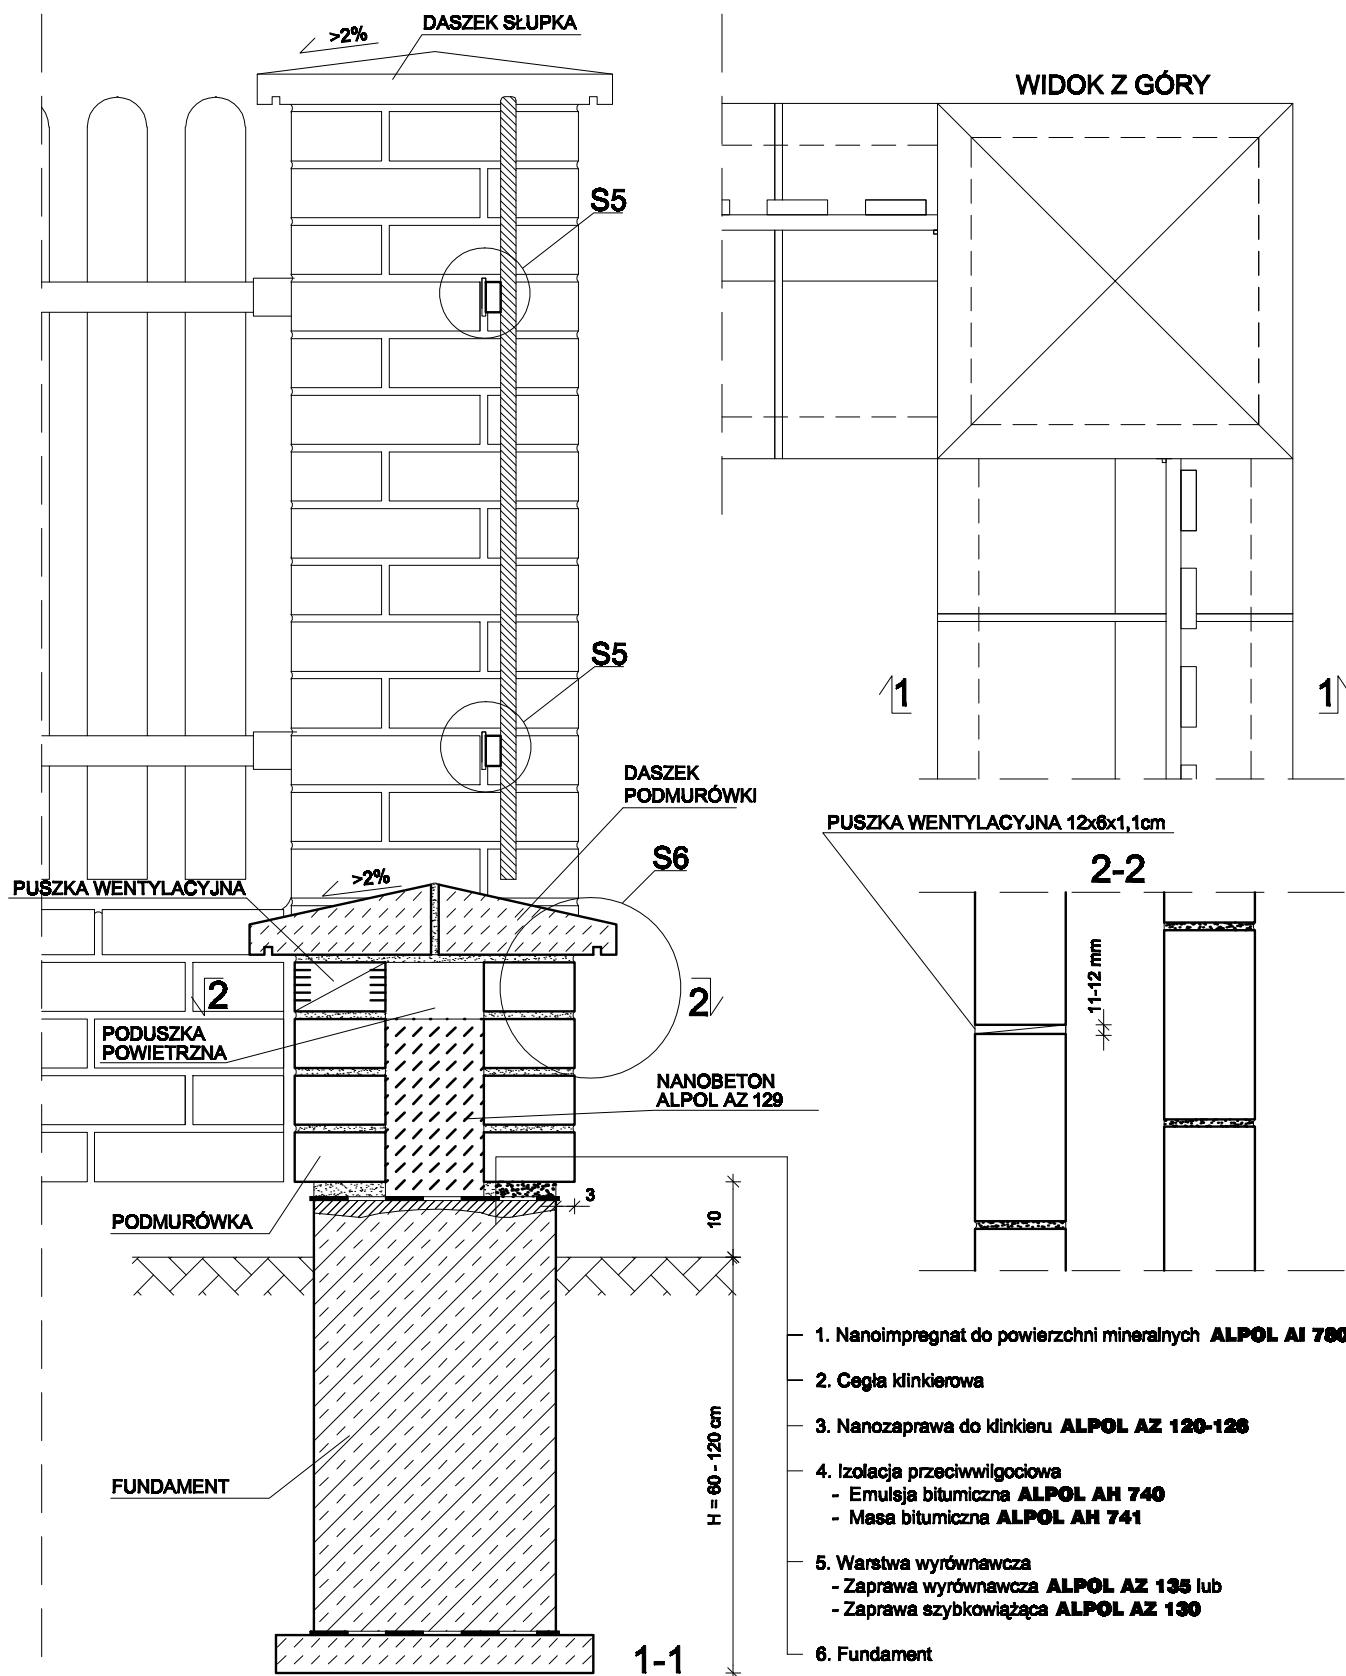 >2%
DASZEK SŁUPKA
WIDOK Z GÓRY
S5
S5
1
1
DASZEK
PODMURÓWKI
PUSZKA WENTYLACYJNA 12x6x1,1cm
S6
2-2
>2%
PUSZKA WENTYLACYJNA
11-12 mm
2
2
PODUSZKA
POWIETRZNA
NANOBETON
ALPOL AZ 129
3
10
PODMURÓWKA
H = 60 - 120 cm
FUNDAMENT
1. Nanoimpregnat do powierzchni mineralnych ALPOL AI 780
2. Cegła klinkierowa
3. Nanozaprawa do klinkieru ALPOL AZ 120-126
4. Izolacja przeciwwilgociowa
- Emulsja bitumiczna ALPOL AH 740
- Masa bitumiczna ALPOL AH 741
5. Warstwa wyrównawcza
- Zaprawa wyrównawcza ALPOL AZ 135 lub
- Zaprawa szybkowiążąca ALPOL AZ 130
6. Fundament
1-1